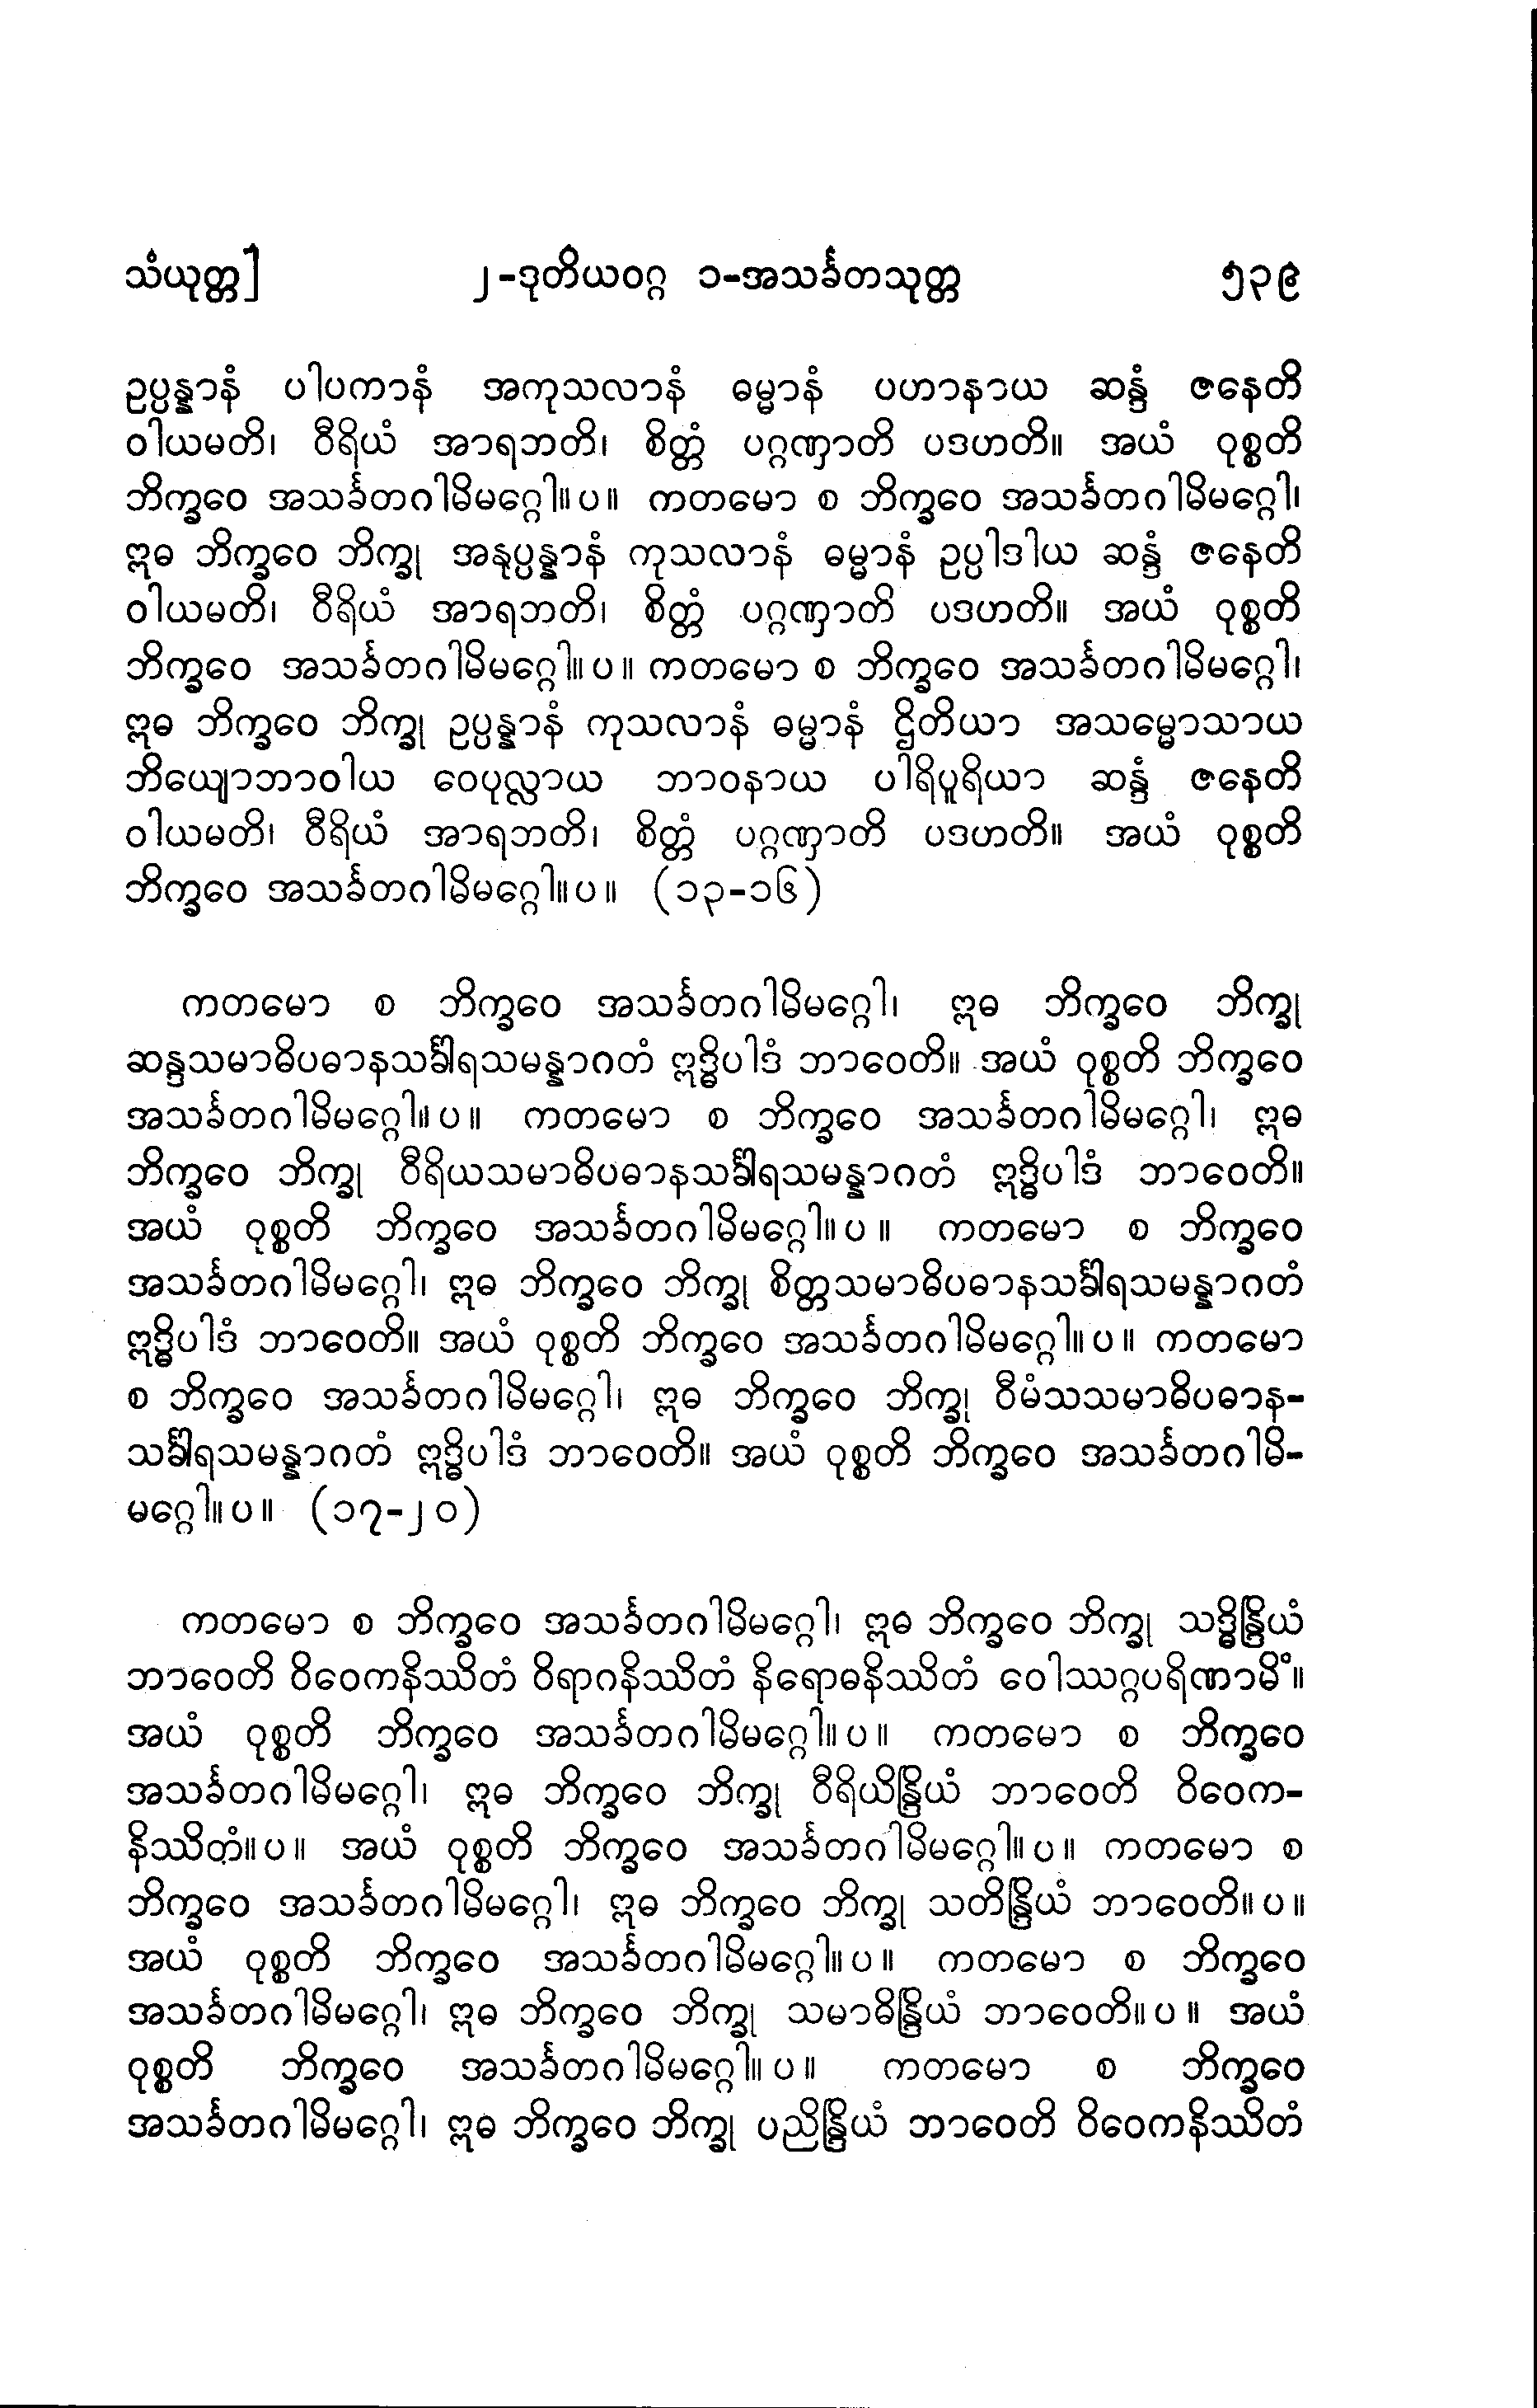 သံယုတ္တ]	၂-ဒုတိယဝဂ္ဂ ၁-အသင်္ခတသုတ္တ	၅၃၉
ဥပ္ပန္နာနံ ပါပကာနံ အကုသလာနံ ဓမ္မာနံ ပဟာနာယ ဆန္ဒံ ဇနေတိ
ဝါယမတိ၊ ဝီရိယံ အာရဘတိ၊ စိတ္တံ ပဂ္ဂဏှာတိ ပဒဟတိ။ အယံ ဝုစ္စတိ
ဘိက္ခဝေ အသင်္ခတဂါမိမဂ္ဂေါ။ပ။ ကတမော စ ဘိက္ခဝေ အသင်္ခတဂါမိမဂ္ဂေါ၊
ဣဓ ဘိက္ခဝေ ဘိက္ခု အနုပ္ပန္နာနံ ကုသလာနံ ဓမ္မာနံ ဥပ္ပါဒါယ ဆန္ဒံ ဇနေတိ
ဝါယမတိ၊ ဝီရိယံ အာရဘတိ၊ စိတ္တံ ပဂ္ဂဏှာတိ ပဒဟတိ။ အယံ ဝုစ္စတိ
ဘိက္ခဝေ အသင်္ခတဂါမိမဂ္ဂေါ။ပ။ ကတမော စ ဘိက္ခဝေ အသင်္ခတဂါမိမဂ္ဂေါ၊
ဣဓ ဘိက္ခဝေ ဘိက္ခု ဥပ္ပန္နာနံ ကုသလာနံ ဓမ္မာနံ ဌိတိယာ အသမ္မောသာယ
ဘိယျောဘာဝါယ ဝေပုလ္လာယ ဘာဝနာယ ပါရိပူရိယာ ဆန္ဒံ ဇနေတိ
ဝါယမတိ၊ ဝီရိယံ အာရဘတိ၊ စိတ္တံ ပဂ္ဂဏှာတိ ပဒဟတိ။ အယံ ဝုစ္စတိ
ဘိက္ခဝေ အသင်္ခတဂါမိမဂ္ဂေါ။ပ။ (၁၃-၁၆)
ကတမော စ ဘိက္ခဝေ အသင်္ခတဂါမိမဂ္ဂေါ၊ ဣဓ ဘိက္ခဝေ ဘိက္ခု
ဆန္ဒသမာဓိပဓာနသင်္ခါရသမန္နာဂတံ ဣဒ္ဓိပါဒံ ဘာဝေတိ။ အယံ ဝုစ္စတိ ဘိက္ခဝေ
အသင်္ခတဂါမိမဂ္ဂေါ။ပ။ ကတမော စ ဘိက္ခဝေ အသင်္ခတဂါမိမဂ္ဂေါ၊ ဣဓ
ဘိက္ခဝေ ဘိက္ခု ဝီရိယသမာဓိပဓာနသင်္ခါရသမန္နာဂတံ ဣဒ္ဓိပါဒံ ဘာဝေတိ။
အယံ ဝုစ္စတိ ဘိက္ခဝေ အသင်္ခတဂါမိမဂ္ဂေါ။ပ။ ကတမော စ ဘိက္ခဝေ
အသင်္ခတဂါမိမဂ္ဂေါ၊ ဣဓ ဘိက္ခဝေ ဘိက္ခု စိတ္တသမာဓိပဓာနသင်္ခါရသမန္နာဂတံ
ဣဒ္ဓိပါဒံ ဘာဝေတိ။ အယံ ဝုစ္စတိ ဘိက္ခဝေ အသင်္ခတဂါမိမဂ္ဂေါ။ပ။ ကတမော
စ ဘိက္ခဝေ အသင်္ခတဂါမိမဂ္ဂေါ၊ ဣဓ ဘိက္ခဝေ ဘိက္ခု ဝီမံသသမာဓိပဓာန-
သင်္ခါရသမန္နာဂတံ ဣဒ္ဓိပါဒံ ဘာဝေတိ။ အယံ ဝုစ္စတိ ဘိက္ခဝေ အသင်္ခတဂါမိ-
မဂ္ဂေါ။ပ။ (၁၇-၂၀)
ကတမော စ ဘိက္ခဝေ အသင်္ခတဂါမိမဂ္ဂေါ၊ ဣဓ ဘိက္ခဝေ ဘိက္ခု သဒ္ဓိန္ဒြိယံ
ဘာဝေတိ ဝိဝေကနိဿိတံ ဝိရာဂနိဿိတံ နိရောဓနိဿိတံ ဝေါဿဂ္ဂပရိဏာမိံ။
အယံ ဝုစ္စတိ ဘိက္ခဝေ အသင်္ခတဂါမိမဂ္ဂေါ။ပ။ ကတမော စ ဘိက္ခဝေ
အသင်္ခတဂါမိမဂ္ဂေါ၊ ဣဓ ဘိက္ခဝေ ဘိက္ခု ဝီရိယိန္ဒြိယံ ဘာဝေတိ ဝိဝေက-
နိဿိတံ။ပ။ အယံ ဝုစ္စတိ ဘိက္ခဝေ အသင်္ခတဂါမိမဂ္ဂေါ။ပ။ ကတမော စ
ဘိက္ခဝေ အသင်္ခတဂါမိမဂ္ဂေါ၊ ဣဓ ဘိက္ခဝေ ဘိက္ခု သတိန္ဒြိယံ ဘာဝေတိ။ပ။
အယံ ဝုစ္စတိ ဘိက္ခဝေ အသင်္ခတဂါမိမဂ္ဂေါ။ပ။ ကတမော စ ဘိက္ခဝေ
အသင်္ခတဂါမိမဂ္ဂေါ၊ ဣဓ ဘိက္ခဝေ ဘိက္ခု သမာဓိန္ဒြိယံ ဘာဝေတိ။ပ။ အယံ
ဝုစ္စတိ ဘိက္ခဝေ အသင်္ခတဂါမိမဂ္ဂေါ။ပ။ ကတမော စ ဘိက္ခဝေ
အသင်္ခတဂါမိမဂ္ဂေါ၊ ဣဓ ဘိက္ခဝေ ဘိက္ခု ပညိန္ဒြိယံ ဘာဝေတိ ဝိဝေကနိဿိတံ